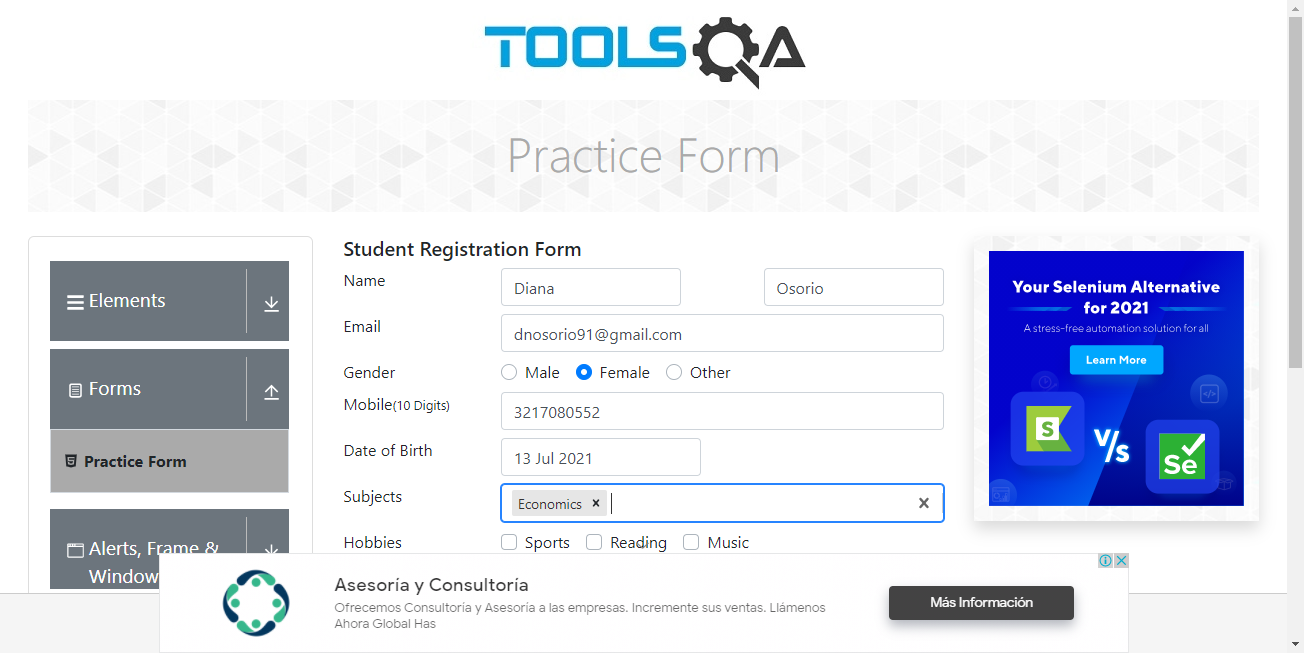 TOOLSQA
Practice Form
Elements
Forms
Practice Form
Alerts, Frame &
Window
Student Registration Form
Name
Diana
Osorio
Email
dnosorio91@gmail.com
Gender
Male
Female
Other
Mobile(10 Digits)
3217080552
Date of Birth
13 Jul 2021
Subjects
Economics
Hobbies
Sports
Reading
Music
Your Selenium Alternative
for 2021
A stress-free automation solution for all
Learn More
S
V/s
Se
Asesoría y Consultoría
Ofrecemos Consultoría y Asesoría a las empresas. Incremente sus ventas. Llámenos
Ahora Global Has
Más Información